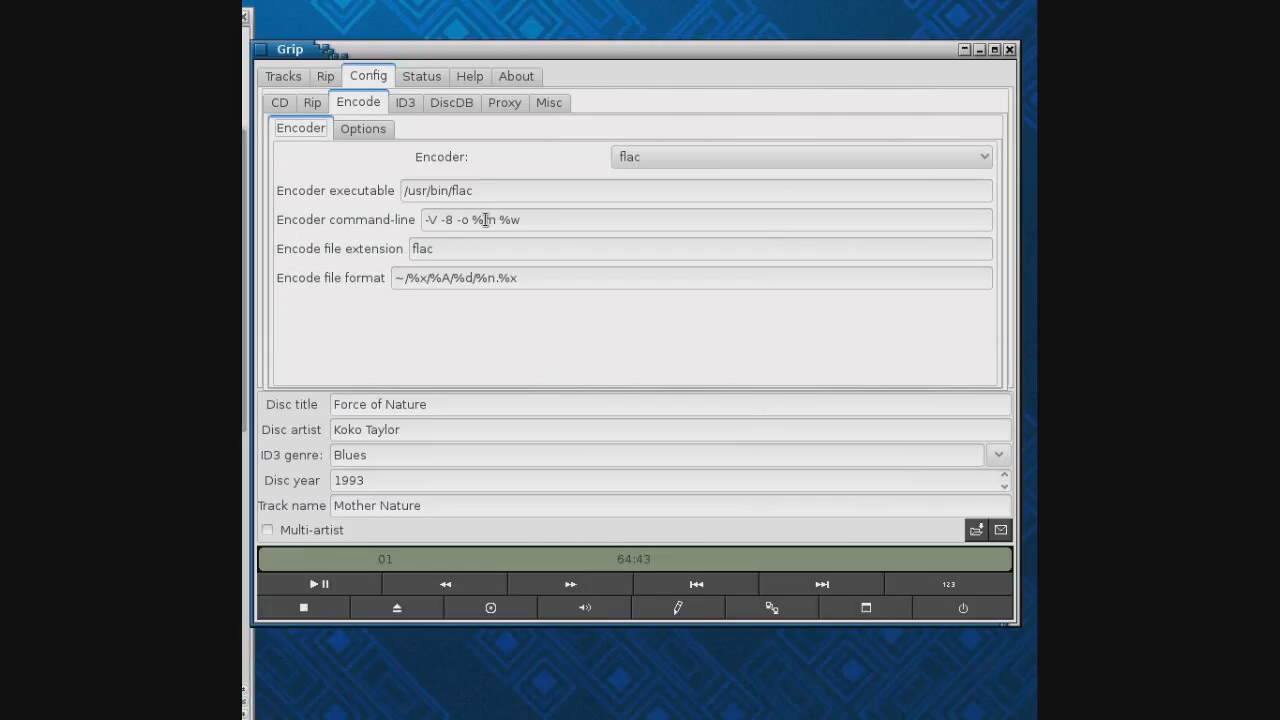 Grip
Tracks Rip Config Status Help About
CD Rip Encode ID3 DiscDB Proxy Misc
Encoder Options
Encoder: flac
Encoder executable /usr/bin/flac
Encoder command-line -V -8 -o %m %w
Encode file extension flac
Encode file format ~/%x/%A/%d/%n.%x
Disc title Force of Nature
Disc artist Koko Taylor
ID3 genre: Blues
Disc year 1993
Track name Mother Nature
Multi-artist
01 64:43
123